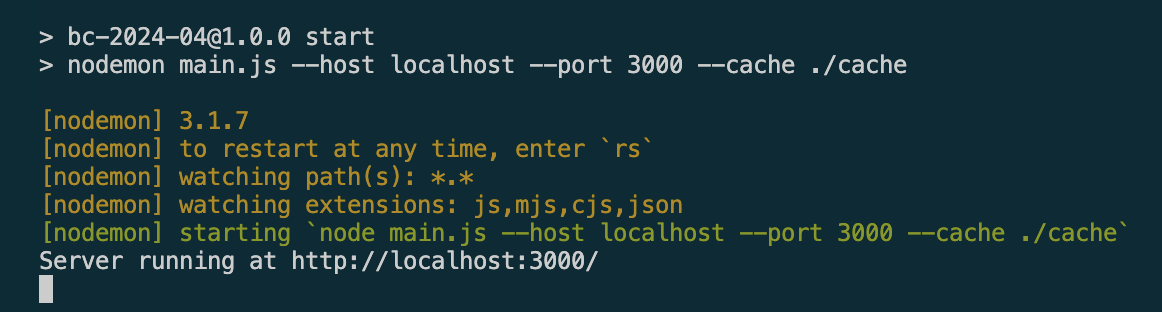 > bc-2024-04@1.0.0 start
> nodemon main.js --host localhost --port 3000 --cache ./cache
[nodemon] 3.1.7
[nodemon] to restart at any time, enter `rs`
[nodemon] watching path(s): *.*
[nodemon] watching extensions: js,mjs,cjs,json
[nodemon] starting `node main.js --host localhost --port 3000 --cache ./cache`
Server running at http://localhost:3000/